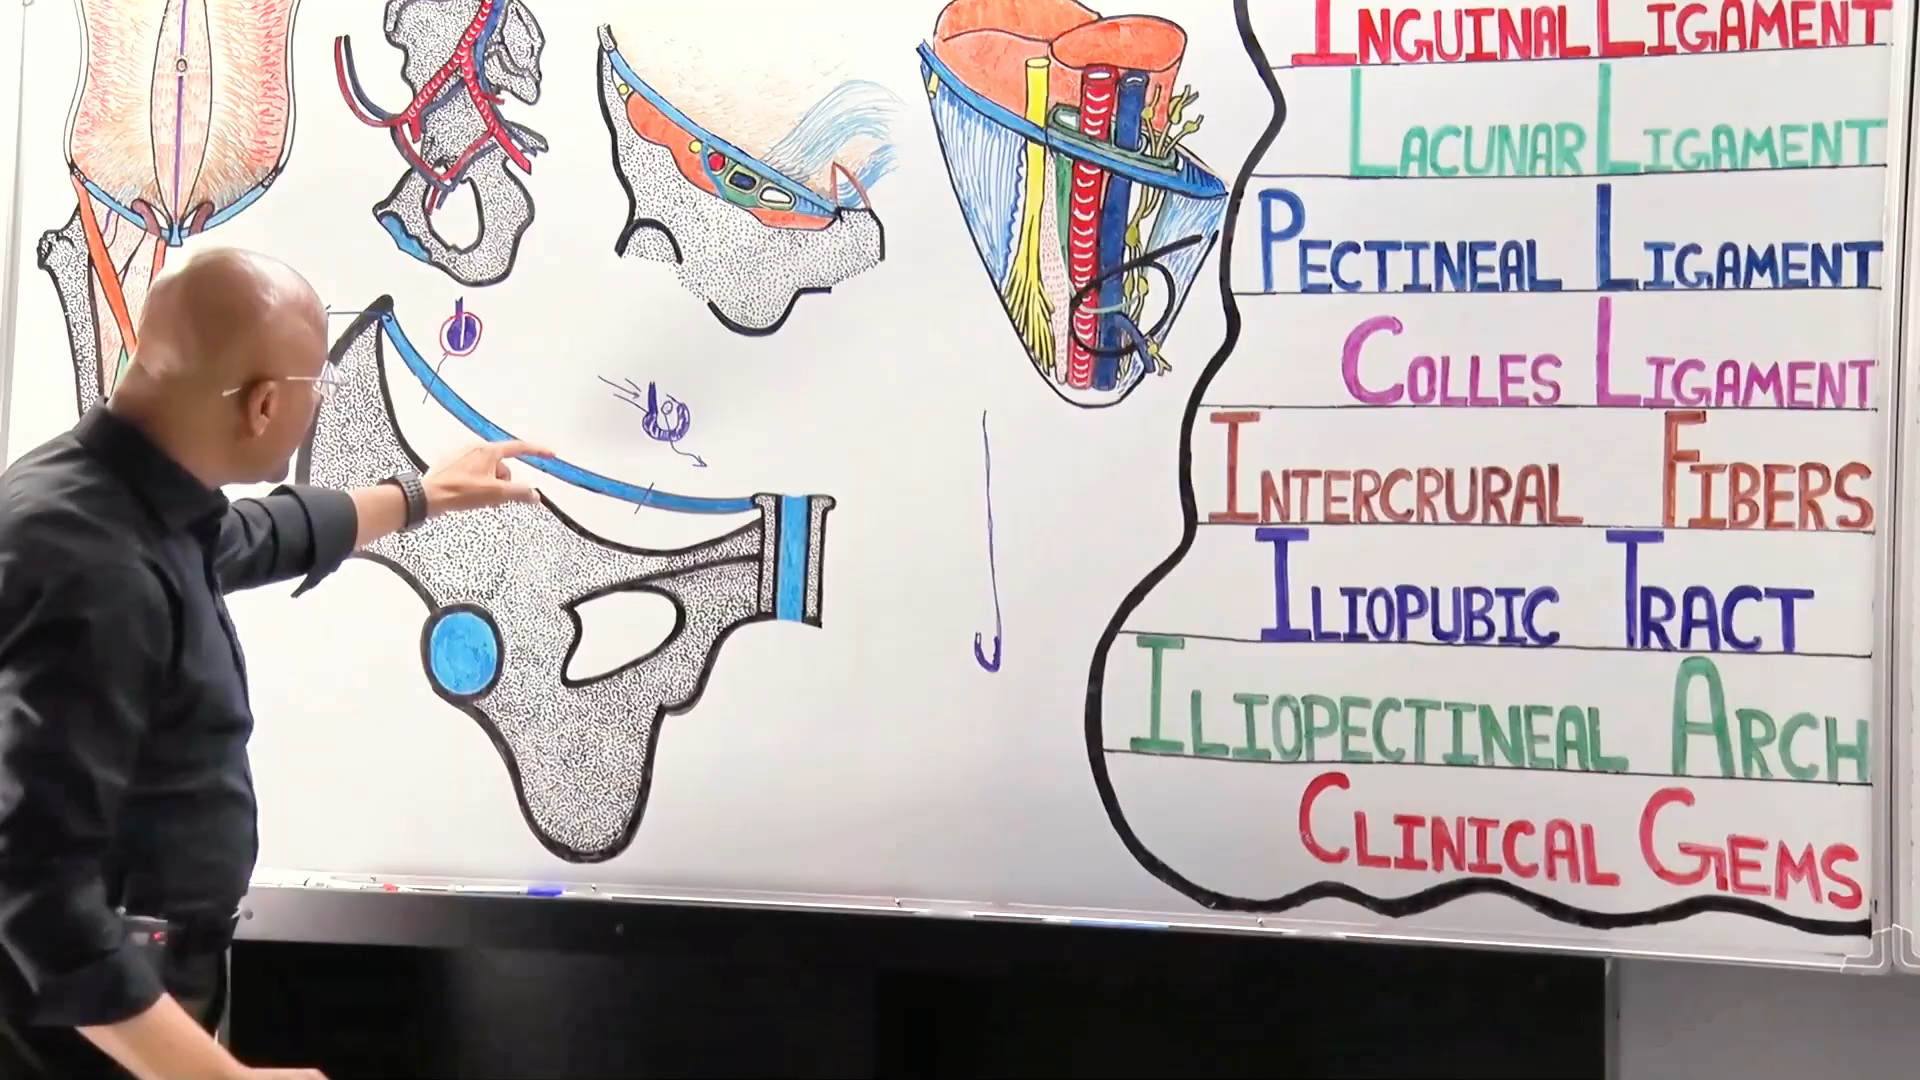 INGUINAL LIGAMENT
LACUNAR LIGAMENT
PECTINEAL LIGAMENT
COLLES LIGAMENT
INTERCRURAL FIBERS
ILIOPUBIC TRACT
ILIOPECTINEAL ARCH
CLINICAL GEMS